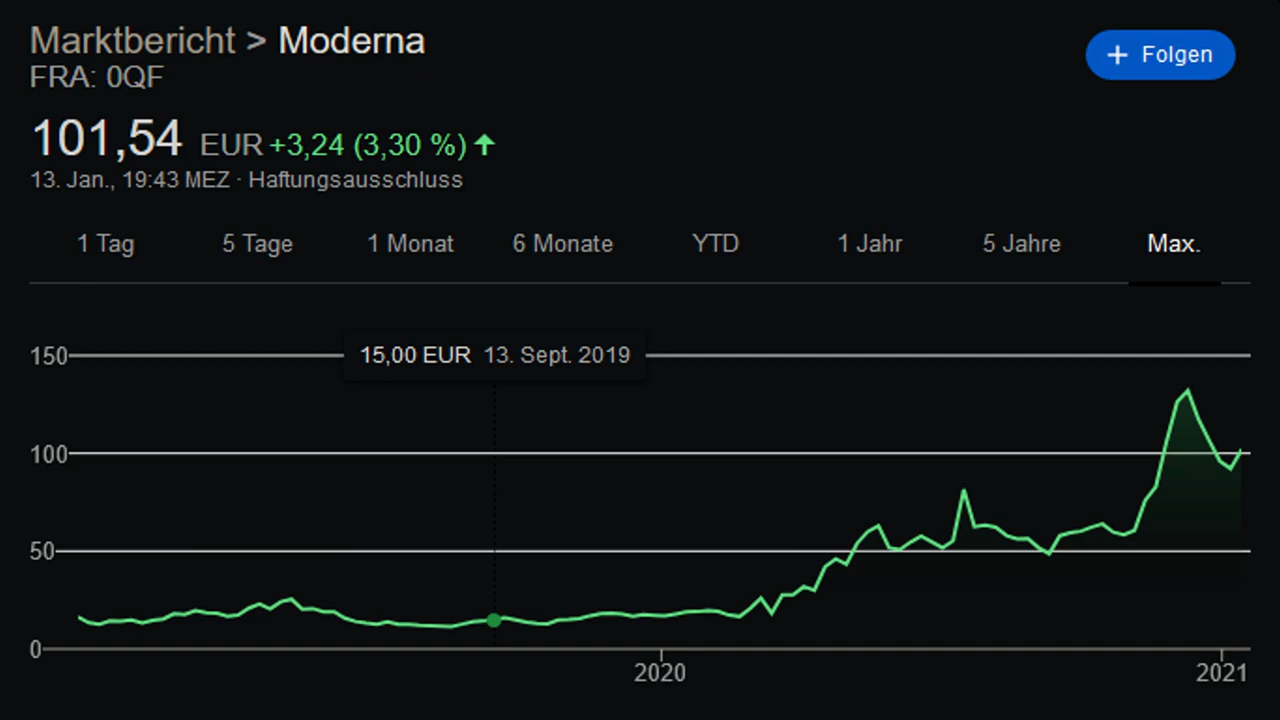 Marktbericht > Moderna
FRA: 0QF
+ Folgen
101,54 EUR +3,24 (3,30 %)
13. Jan., 19:43 MEZ · Haftungsausschluss
1 Tag 5 Tage 1 Monat 6 Monate YTD 1 Jahr 5 Jahre Max.
150
15,00 EUR 13. Sept. 2019
100
50
0
2020 2021